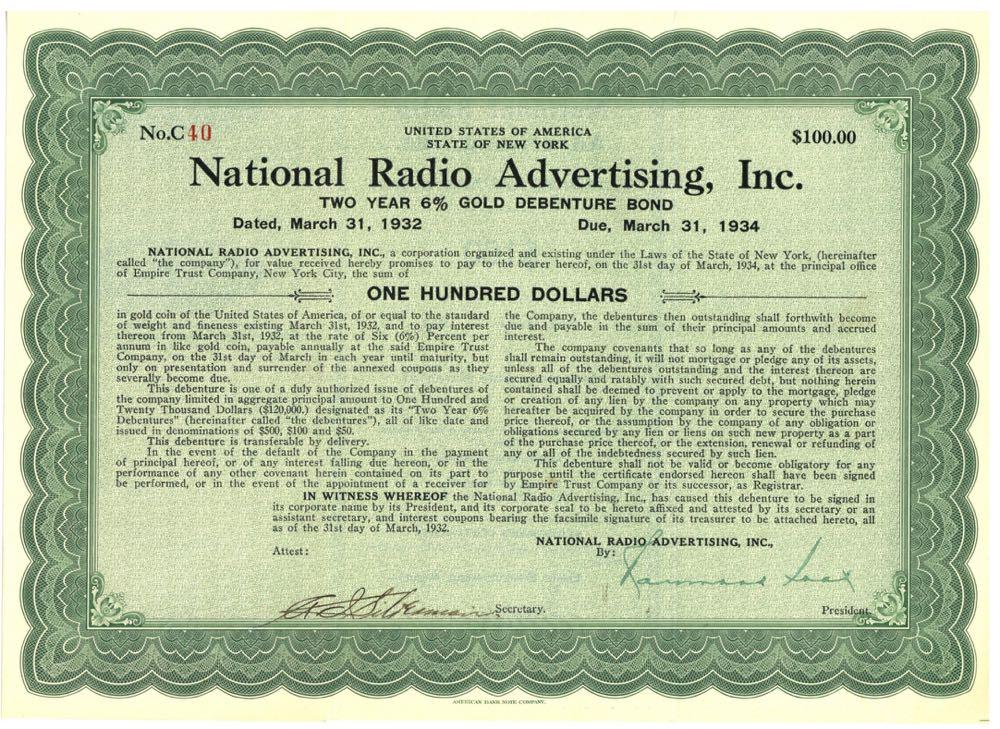 No.C 40
UNITED STATES OF AMERICA
STATE OF NEW YORK
$100.00
National Radio Advertising, Inc.
TWO YEAR 6% GOLD DEBENTURE BOND
Dated, March 31, 1932 Due, March 31, 1934
NATIONAL RADIO ADVERTISING, INC., a corporation organized and existing under the Laws of the State of New York, (hereinafter
called "the company"), for value received hereby promises to pay to the bearer hereof, on the 31st day of March, 1934, at the principal office
of Empire Trust Company, New York City, the sum of
ONE HUNDRED DOLLARS
in gold coin of the United States of America, of or equal to the standard
of weight and fineness existing March 31st, 1932, and to pay interest
thereon from March 31st, 1932, at the rate of Six (6%) Percent per
annum in like gold coin, payable annually at the said Empire Trust
Company, on the 31st day of March in each year until maturity, but
only on presentation and surrender of the annexed coupons as they
severally become due.
This debenture is one of a duly authorized issue of debentures of
the company limited in aggregate principal amount to One Hundred and
Twenty Thousand Dollars ($120,000.) designated as its "Two Year 6%
Debentures" (hereinafter called "the debentures"), all of like date and
issued in denominations of $500, $100 and $50.
This debenture is transferable by delivery.
In the event of the default of the Company in the payment
of principal hereof, or of any interest falling due hereon, or in the
performance of any other covenant herein contained on its part to
be performed, or in the event of the appointment of a receiver for
the Company, the debentures then outstanding shall forthwith become
due and payable in the sum of their principal amounts and accrued
interest.
The company covenants that so long as any of the debentures
shall remain outstanding, it will not mortgage or pledge any of its assets,
unless all of the debentures outstanding and the interest thereon are
secured equally and ratably with such secured debt, but nothing herein
contained shall be deemed to prevent or apply to the mortgage, pledge
or creation of any lien by the company on any property which may
hereafter be acquired by the company in order to secure the purchase
price thereof, or the assumption by the company of any obligation or
obligations secured by any lien or liens on such new property as a part
of the purchase price thereof, or the extension, renewal or refunding of
any or all of the indebtedness secured by such lien.
This debenture shall not be valid or become obligatory for any
purpose until the certificate endorsed hereon shall have been signed
by Empire Trust Company or its successor, as Registrar.
IN WITNESS WHEREOF the National Radio Advertising, Inc., has caused this debenture to be signed in
its corporate name by its President, and its corporate seal to be hereto affixed and attested by its secretary or an
assistant secretary, and interest coupons bearing the facsimile signature of its treasurer to be attached hereto, all
as of the 31st day of March, 1932.
NATIONAL RADIO ADVERTISING, INC.,
Attest: By:
Secretary. President.
AMERICAN BANK NOTE COMPANY.